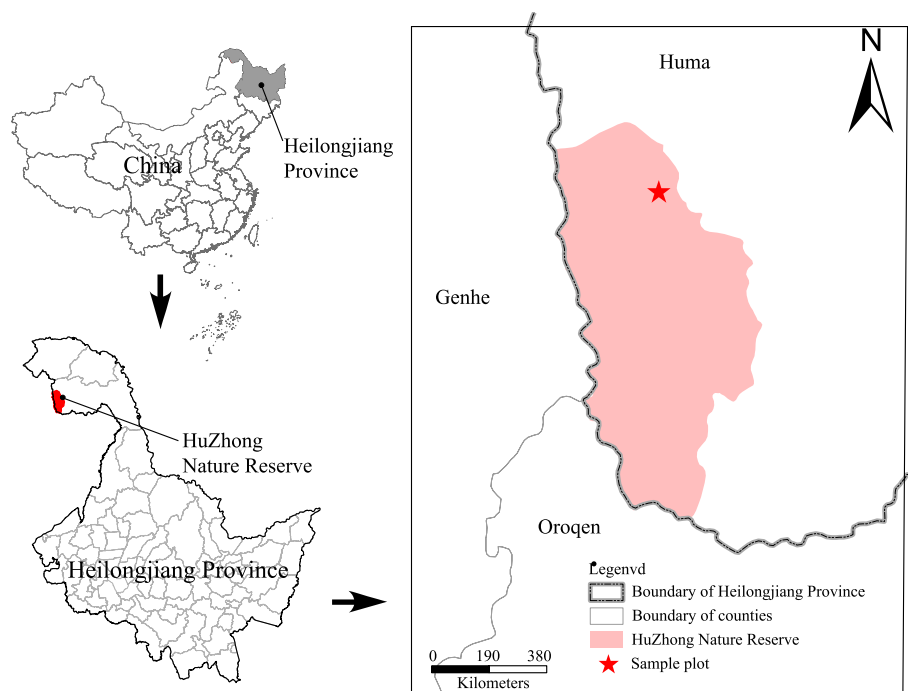 Heilongjiang
Province
China
HuZhong
Nature Reserve
Heilongjiang Province
N
Huma
Genhe
Oroqen
Legenvd
Boundary of Heilongjiang Province
Boundary of counties
HuZhong Nature Reserve
Sample plot
0 190 380
Kilometers